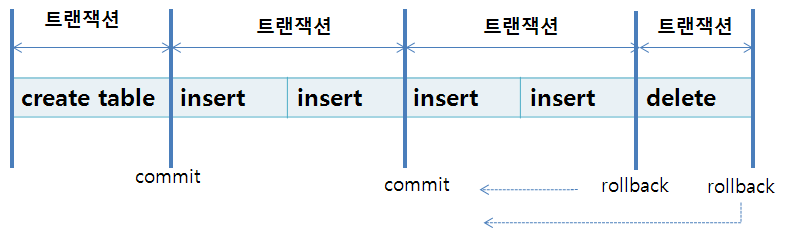 트랜잭션 트랜잭션 트랜잭션 트랜잭션
create table insert insert insert insert delete
commit commit rollback rollback